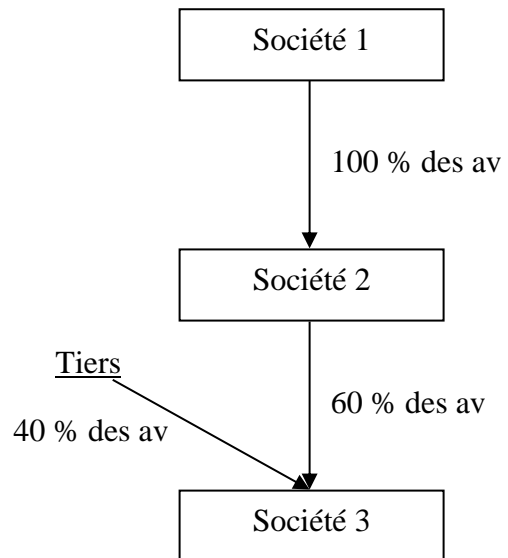 Société 1
100 % des av
Société 2
Tiers
60 % des av
40 % des av
Société 3